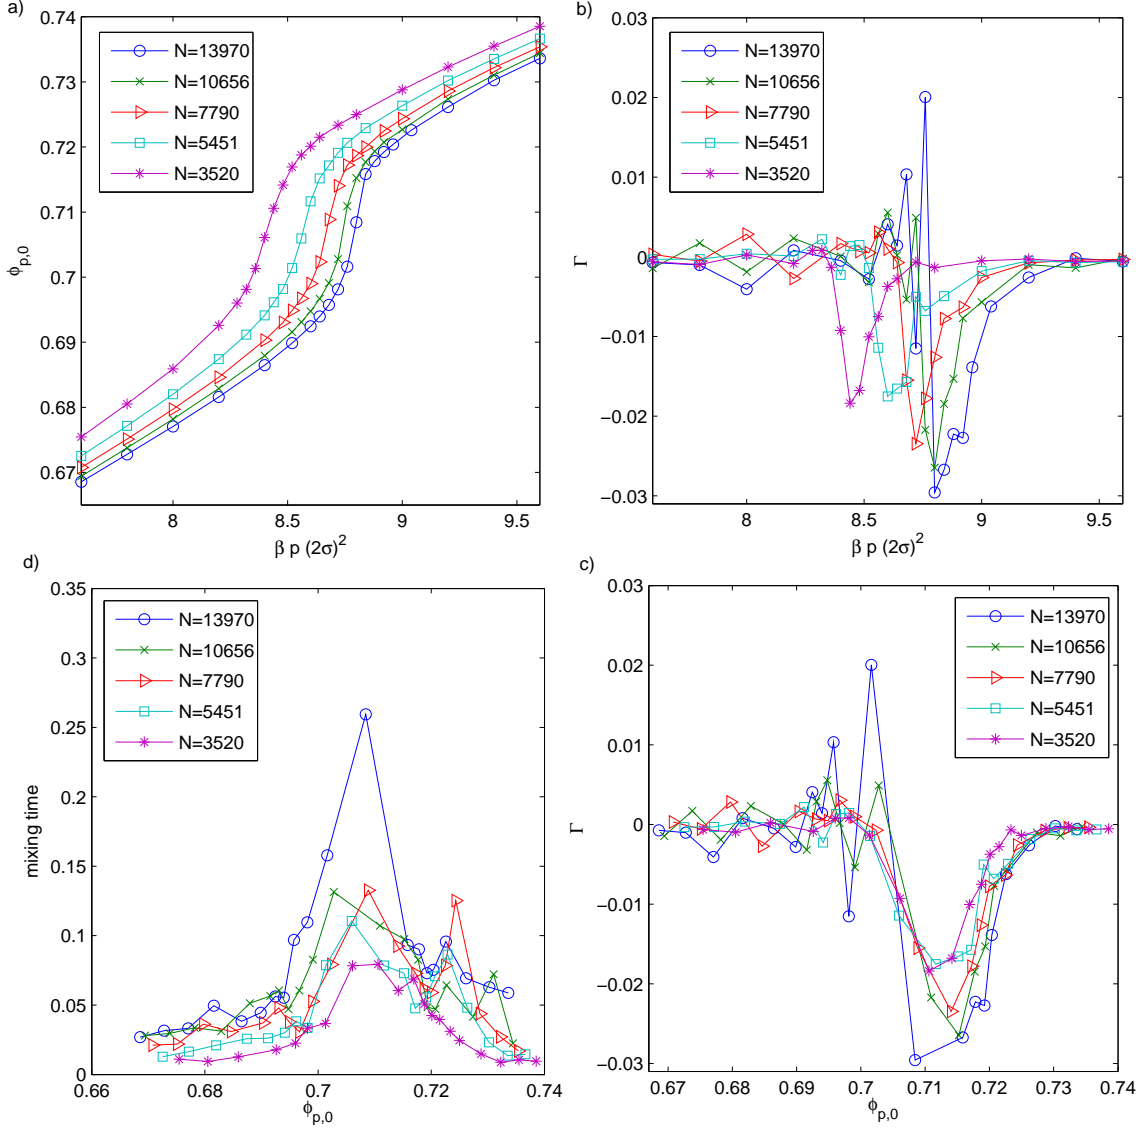 a)
0.74
0.73
0.72
0.71
0.7
0.69
0.68
0.67
ϕp,0
8
8.5
9
9.5
β p (2σ)²
N=13970
N=10656
N=7790
N=5451
N=3520
b)
0.03
0.02
0.01
0
−0.01
−0.02
−0.03
Γ
8
8.5
9
9.5
β p (2σ)²
N=13970
N=10656
N=7790
N=5451
N=3520
d)
0.35
0.3
0.25
0.2
0.15
0.1
0.05
0
mixing time
0.66
0.68
0.7
0.72
0.74
ϕp,0
N=13970
N=10656
N=7790
N=5451
N=3520
c)
0.03
0.02
0.01
0
−0.01
−0.02
−0.03
Γ
0.67
0.68
0.69
0.7
0.71
0.72
0.73
0.74
ϕp,0
N=13970
N=10656
N=7790
N=5451
N=3520